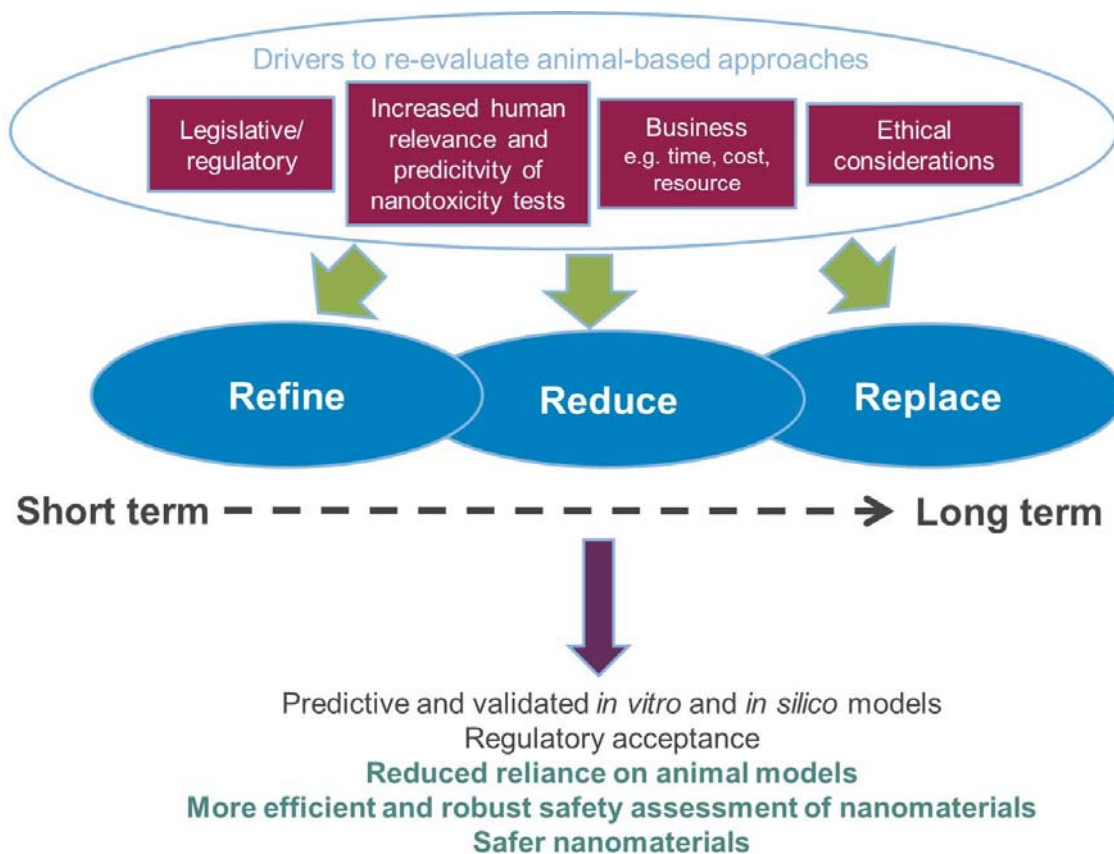 Drivers to re-evaluate animal-based approaches
Legislative/
regulatory
Increased human
relevance and
predicitvity of
nanotoxicity tests
Business
e.g. time, cost,
resource
Ethical
considerations
Refine
Reduce
Replace
Short term
Long term
Predictive and validated in vitro and in silico models
Regulatory acceptance
Reduced reliance on animal models
More efficient and robust safety assessment of nanomaterials
Safer nanomaterials